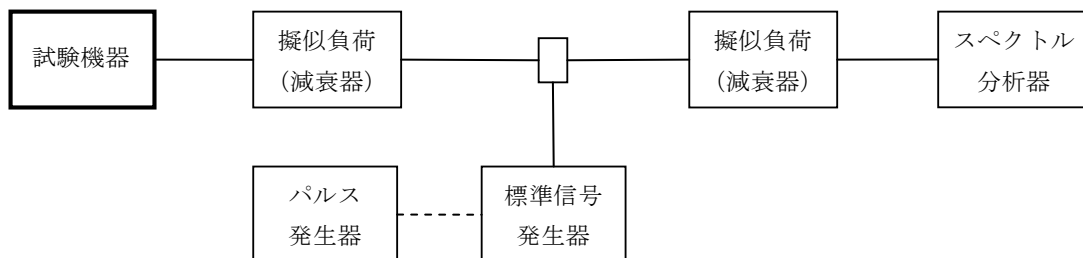 試験機器
擬似負荷
(減衰器)
擬似負荷
(減衰器)
スペクトル
分析器
パルス
発生器
標準信号
発生器